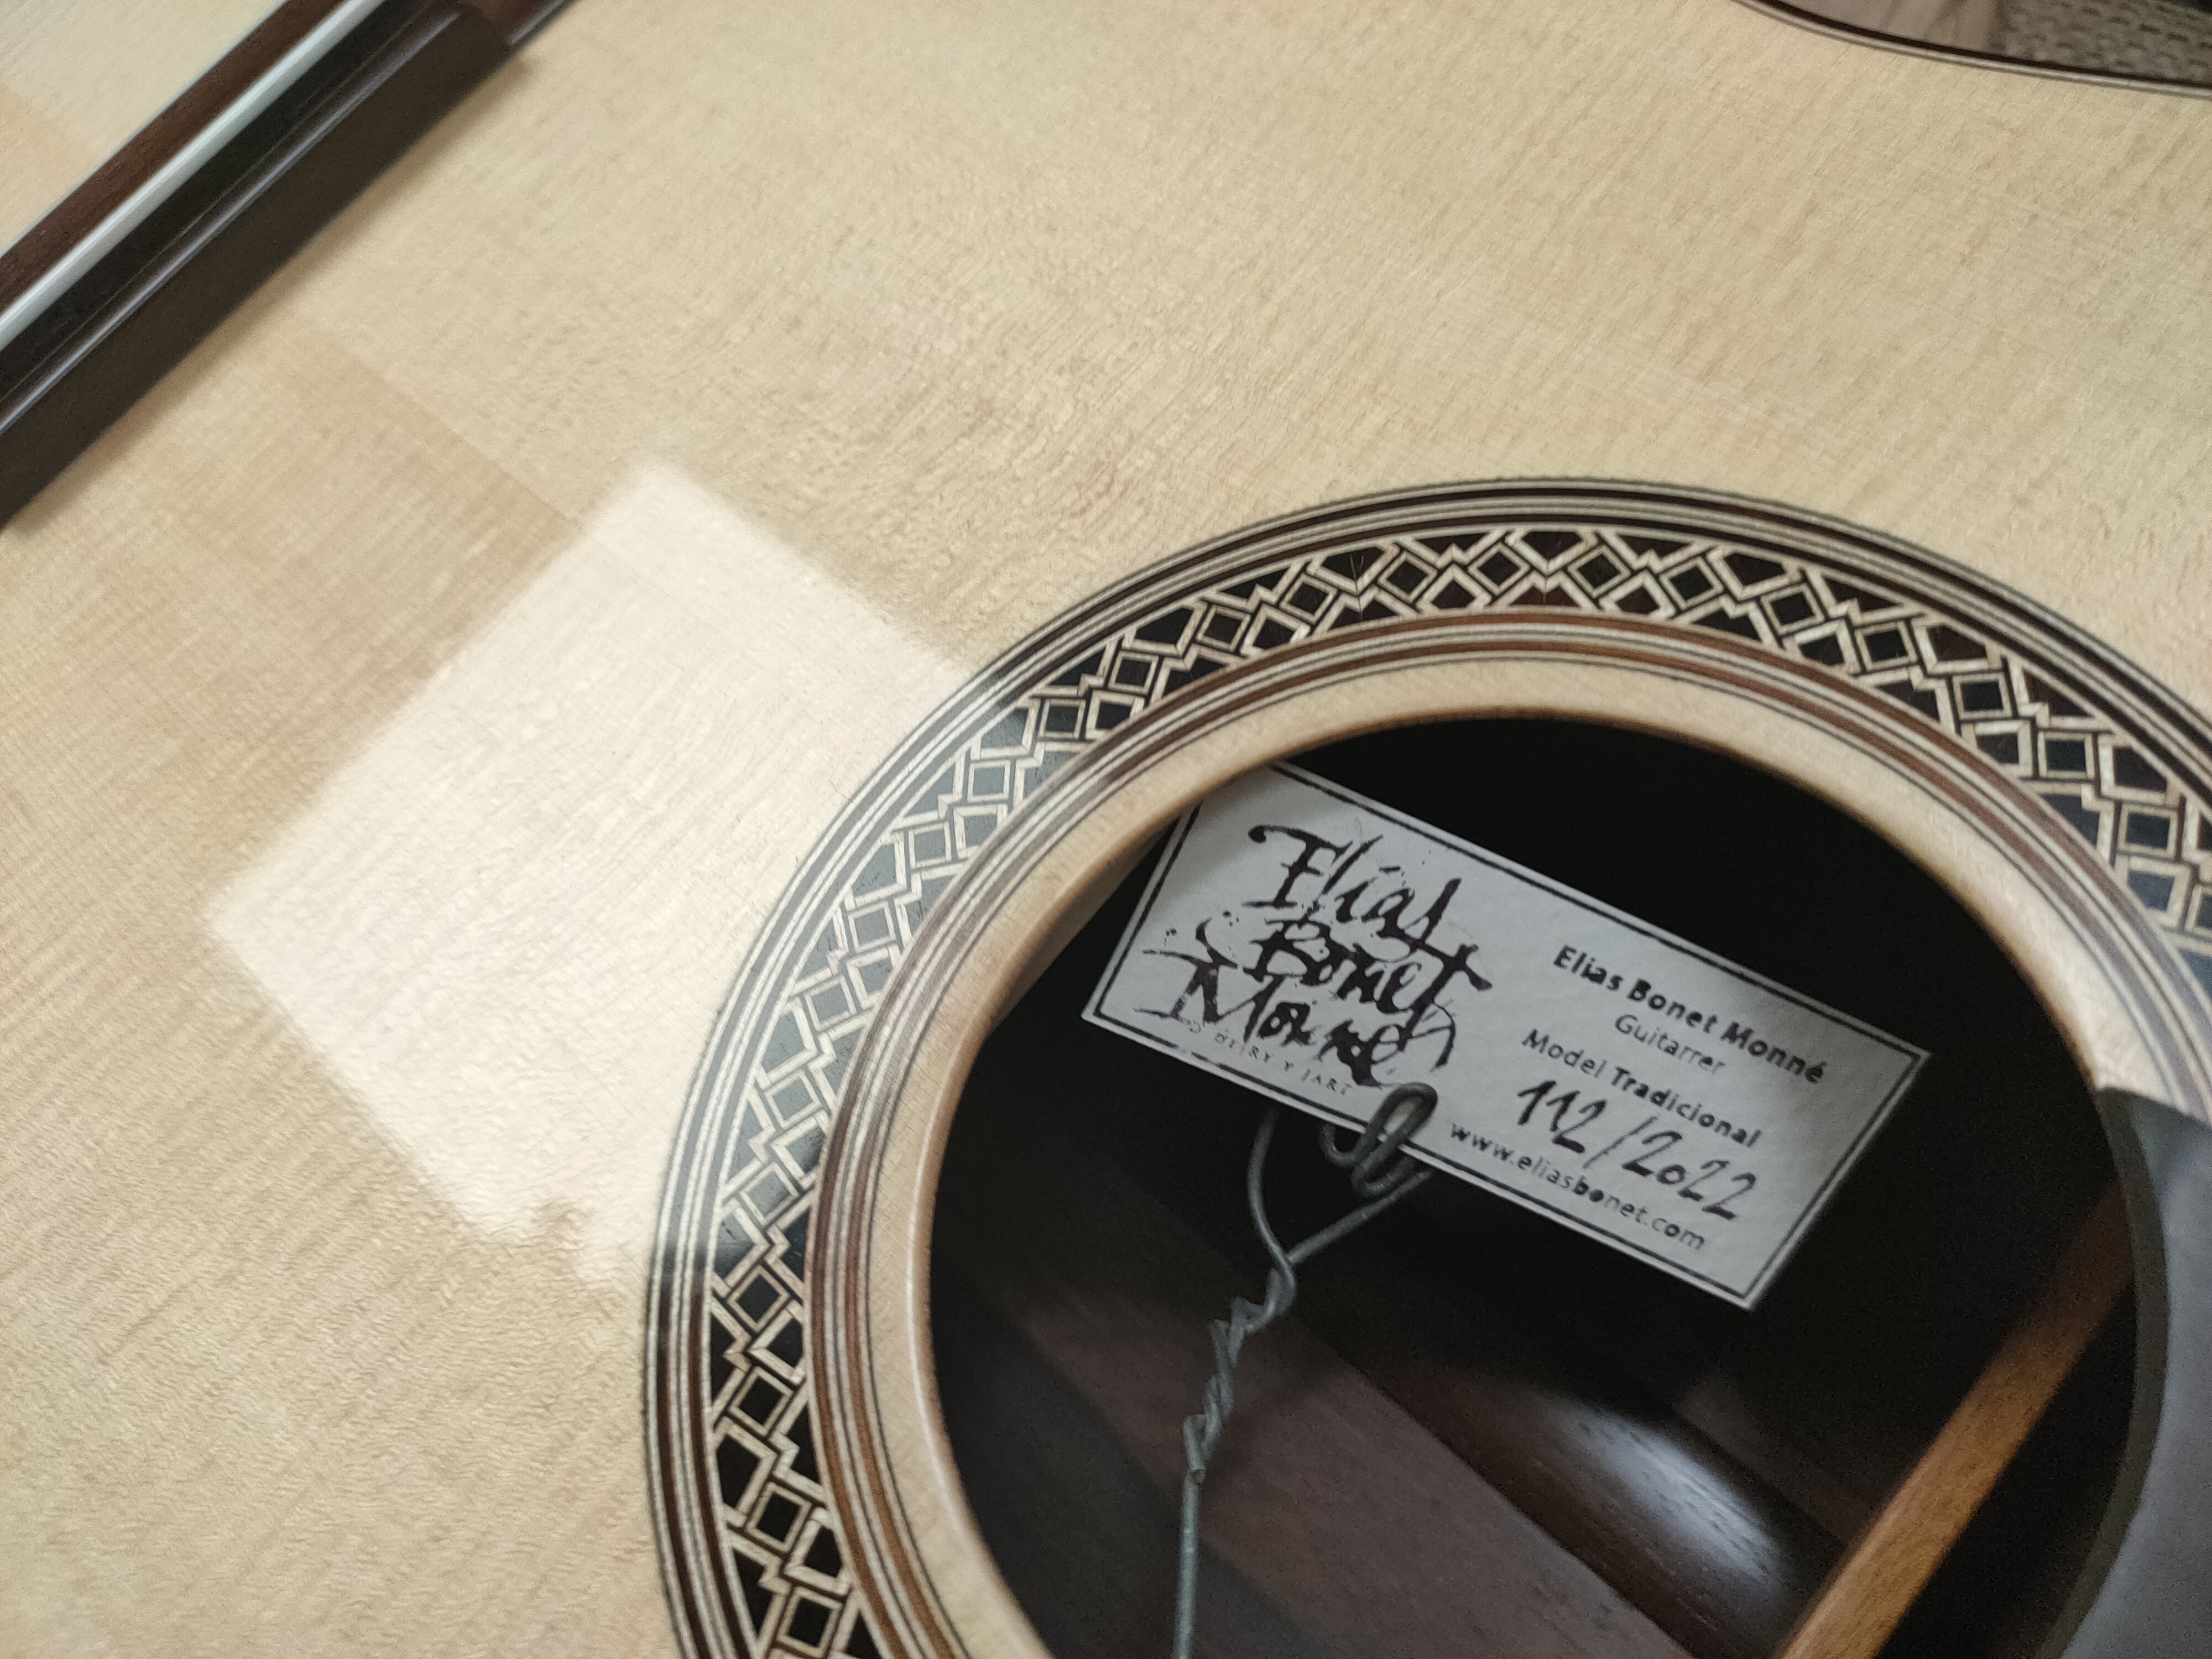 Elías
Bonet
Monné
Elias Bonet Monné
Guitarrer
Model Tradicional
112/2022
www.eliasbonet.com